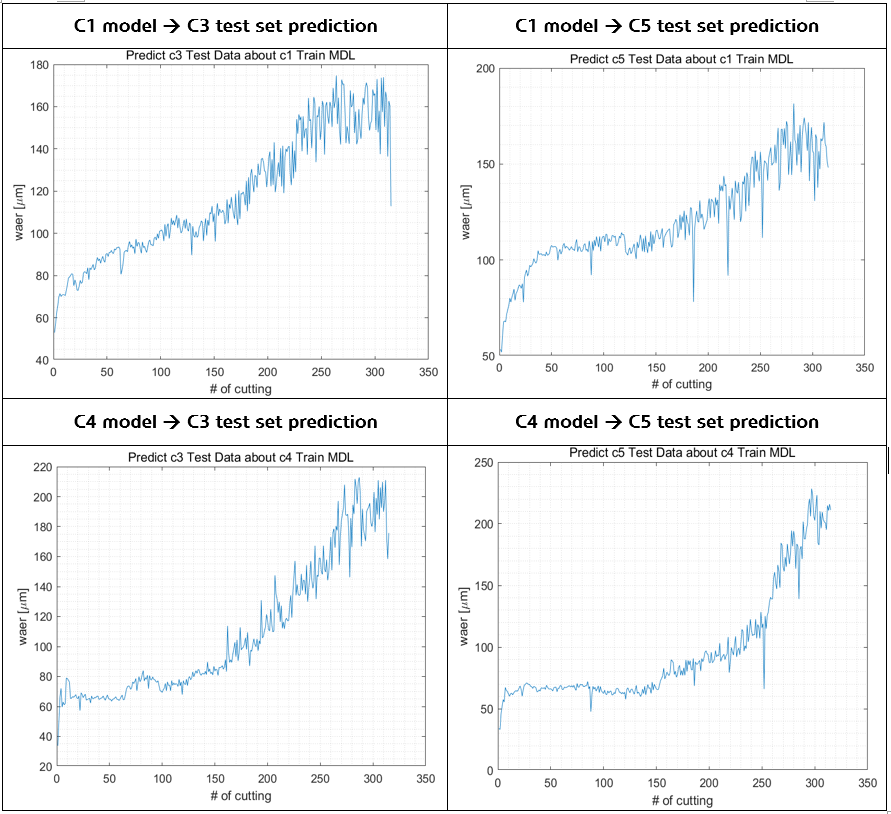 C1 model → C3 test set prediction
C1 model → C5 test set prediction
Predict c3 Test Data about c1 Train MDL
180
160
140
120
100
80
60
40
waer [μm]
0 50 100 150 200 250 300 350
# of cutting
Predict c5 Test Data about c1 Train MDL
200
150
100
50
waer [μm]
0 50 100 150 200 250 300 350
# of cutting
C4 model → C3 test set prediction
C4 model → C5 test set prediction
Predict c3 Test Data about c4 Train MDL
220
200
180
160
140
120
100
80
60
40
20
waer [μm]
0 50 100 150 200 250 300 350
# of cutting
Predict c5 Test Data about c4 Train MDL
250
200
150
100
50
0
waer [μm]
0 50 100 150 200 250 300 350
# of cutting